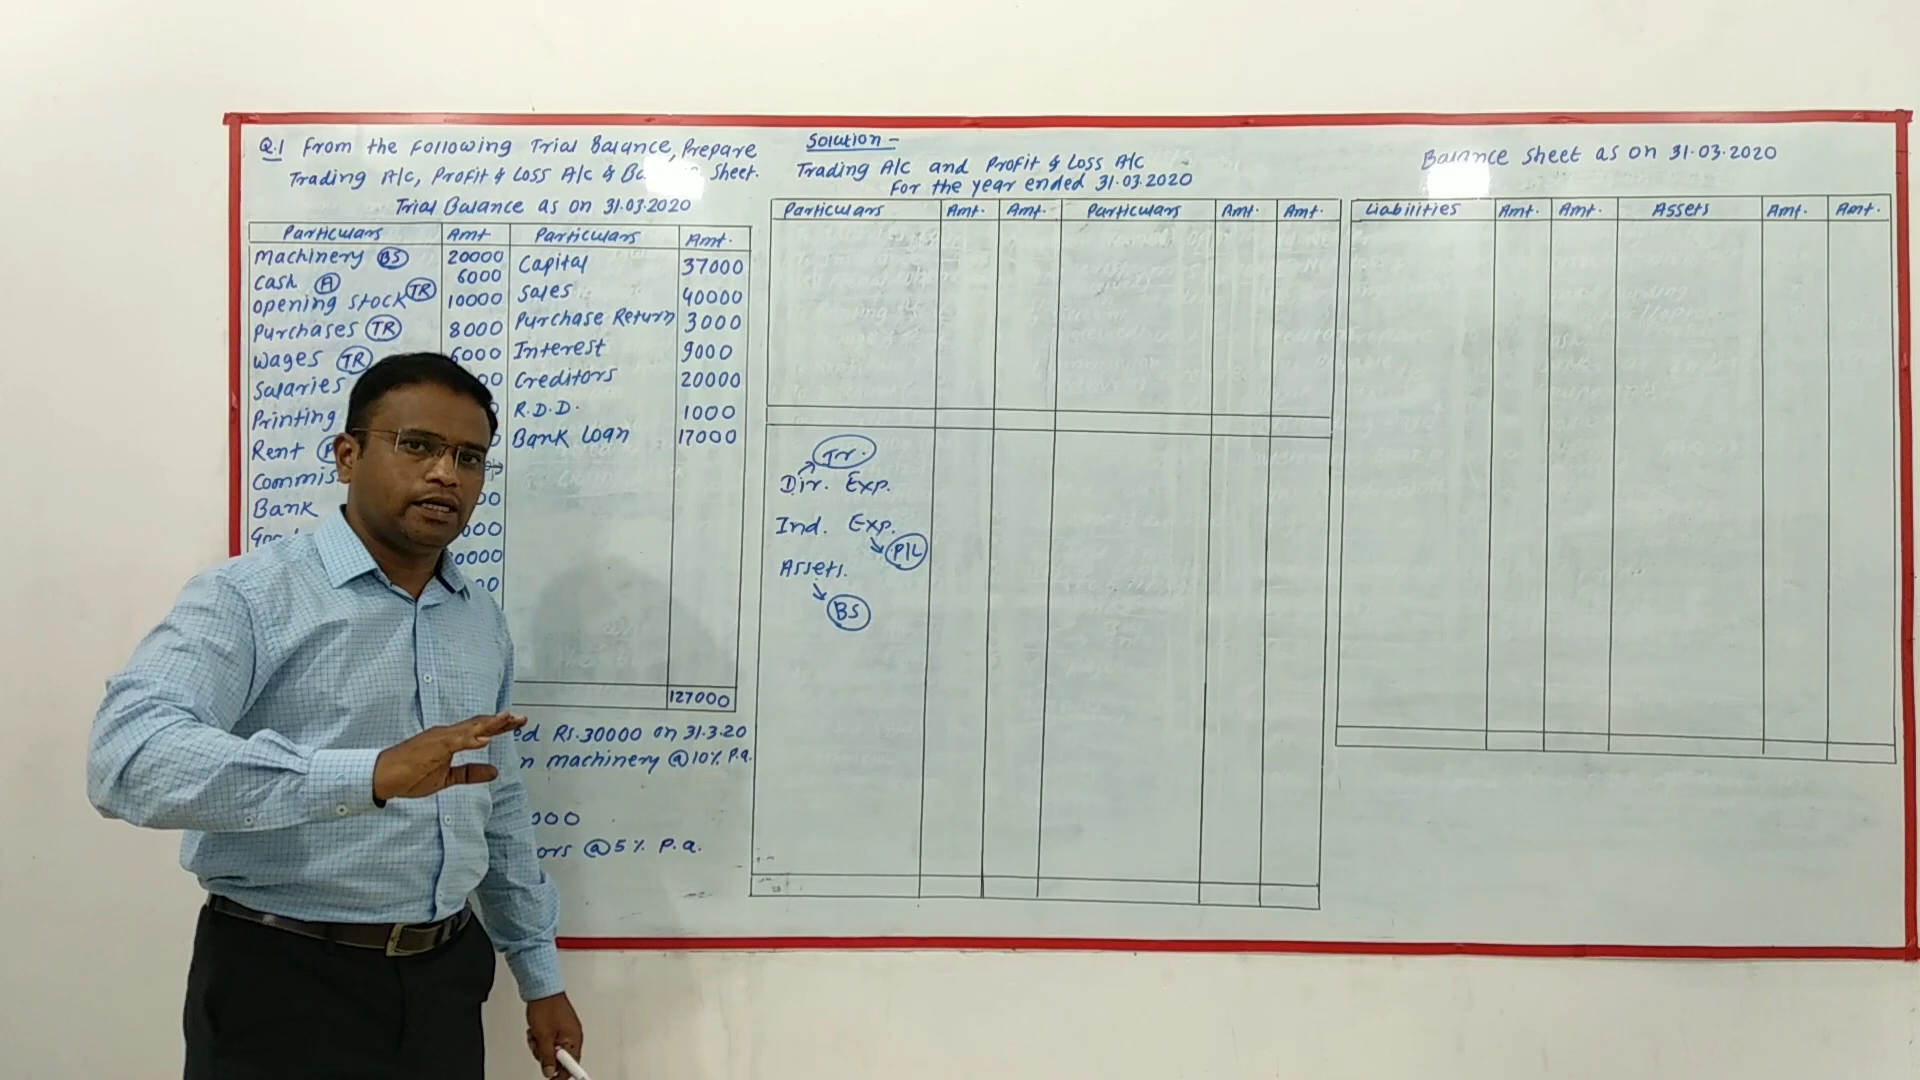 Q.1 From the Following Trial Balance, Prepare
Trading A/c, Profit & Loss A/c & Sheet.
Trial Balance as on 31.03.2020
Particulars Amt Particulars Amt.
Machinery BS 20000 Capital 37000
Cash A 6000 Sales 40000
Opening stock TR 10000 Purchase Return 3000
Purchases TR 8000 Interest 9000
Wages TR 6000 Creditors 20000
Salaries R.D.D. 1000
Printing Bank Loan 17000
Rent
Bank
127000
Rs.30000 on 31.3.20
machinery @10% P.a.
@5% P.a.
Solution -
Trading A/c and Profit & Loss A/c
For the year ended 31.03.2020
Particulars Amt. Amt. Particulars Amt. Amt.
Tr.
Dir. Exp.
Ind. Exp.
P/L
Assets.
BS
Balance sheet as on 31.03.2020
Liabilities Amt. Amt. Assets Amt. Amt.